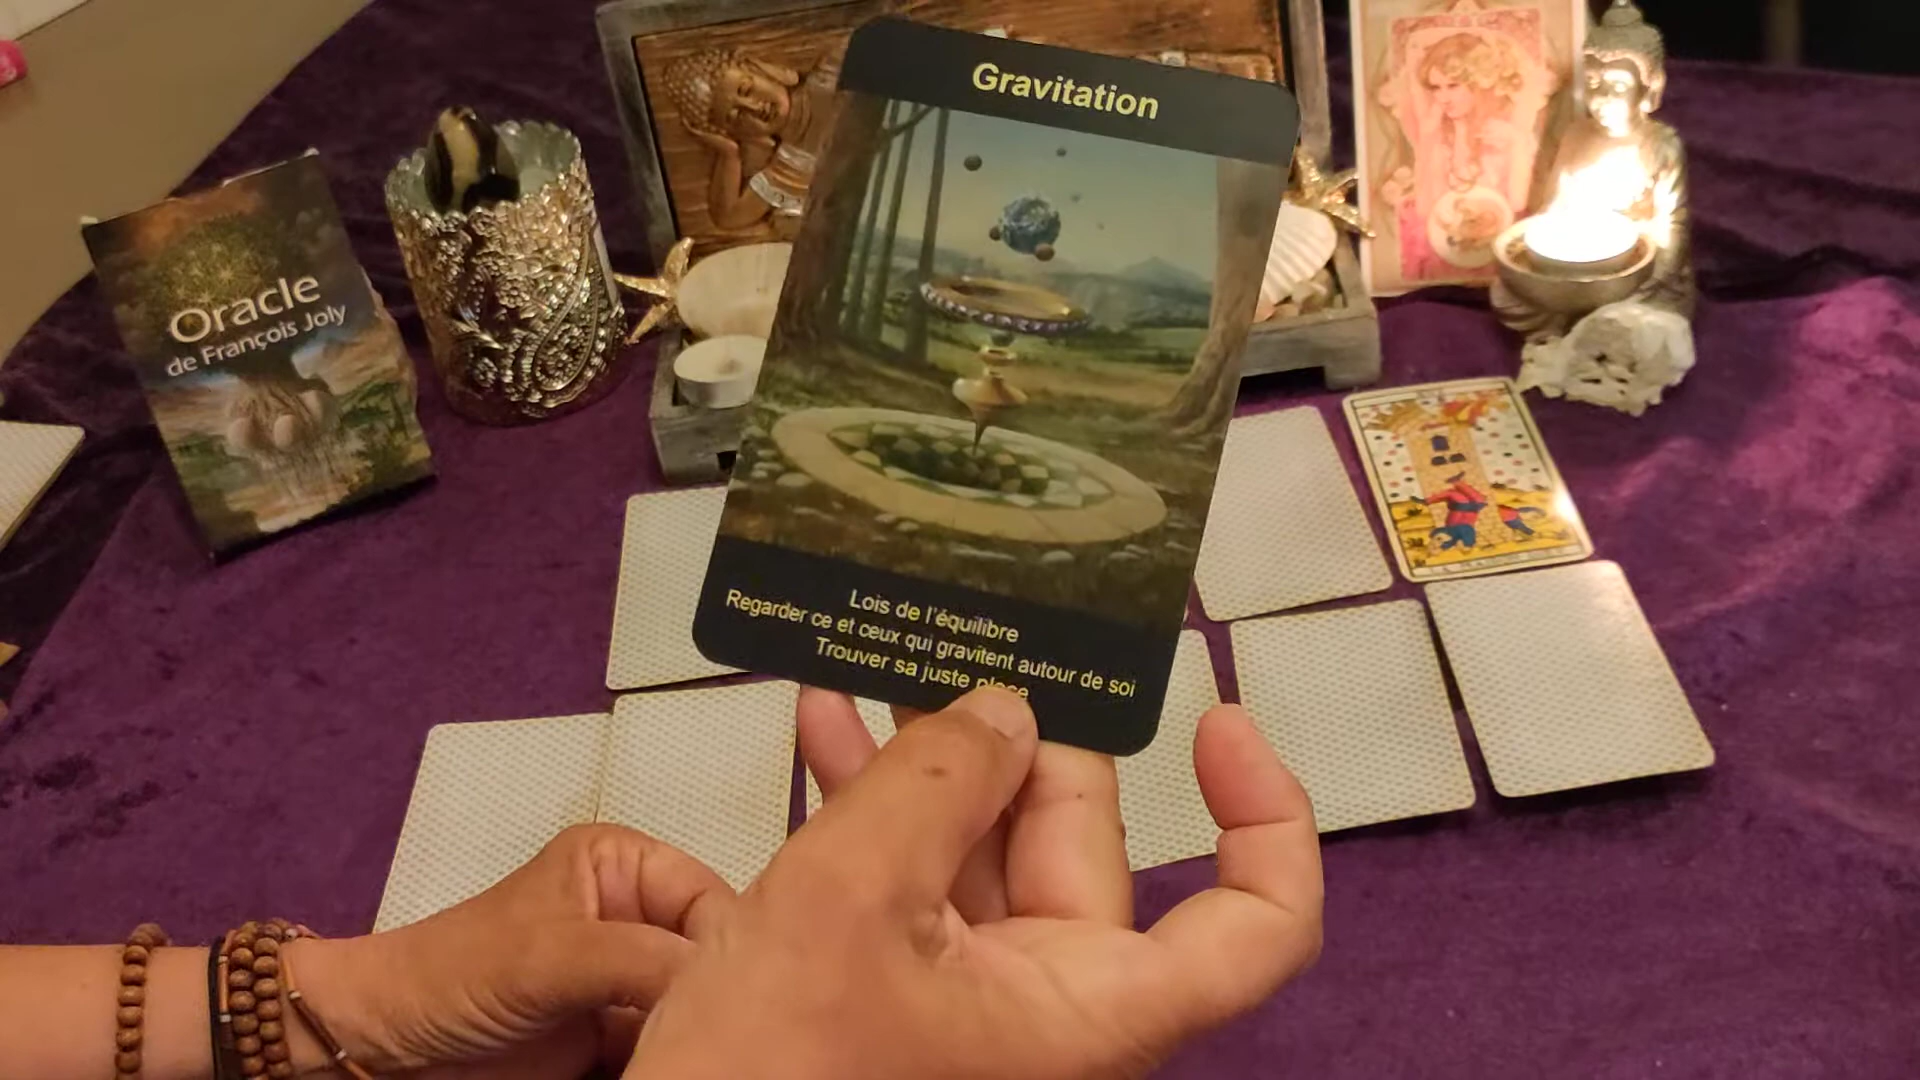 Gravitation
Oracle
de François Joly
Lois de l'équilibre
Regarder ce et ceux qui gravitent autour de soi
Trouver sa juste place